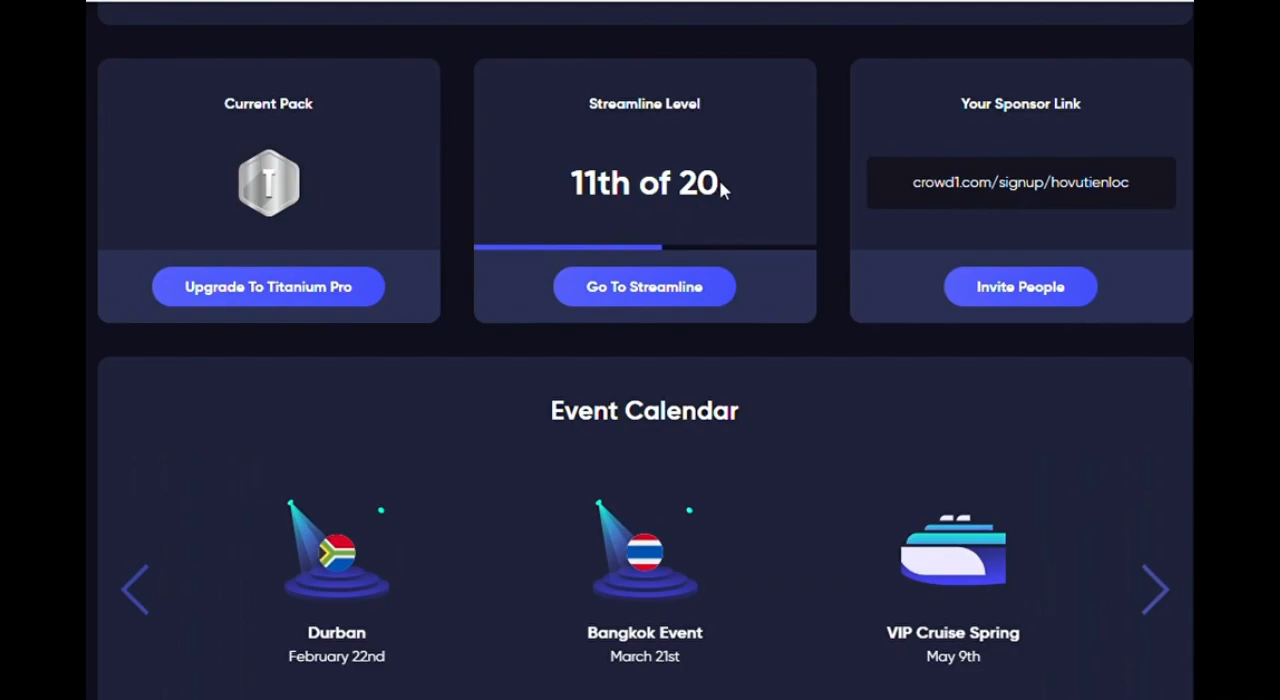 Current Pack
T
Upgrade To Titanium Pro
Streamline Level
11th of 20
Go To Streamline
Your Sponsor Link
crowd1.com/signup/hovutienloc
Invite People
Event Calendar
Durban
February 22nd
Bangkok Event
March 21st
VIP Cruise Spring
May 9th